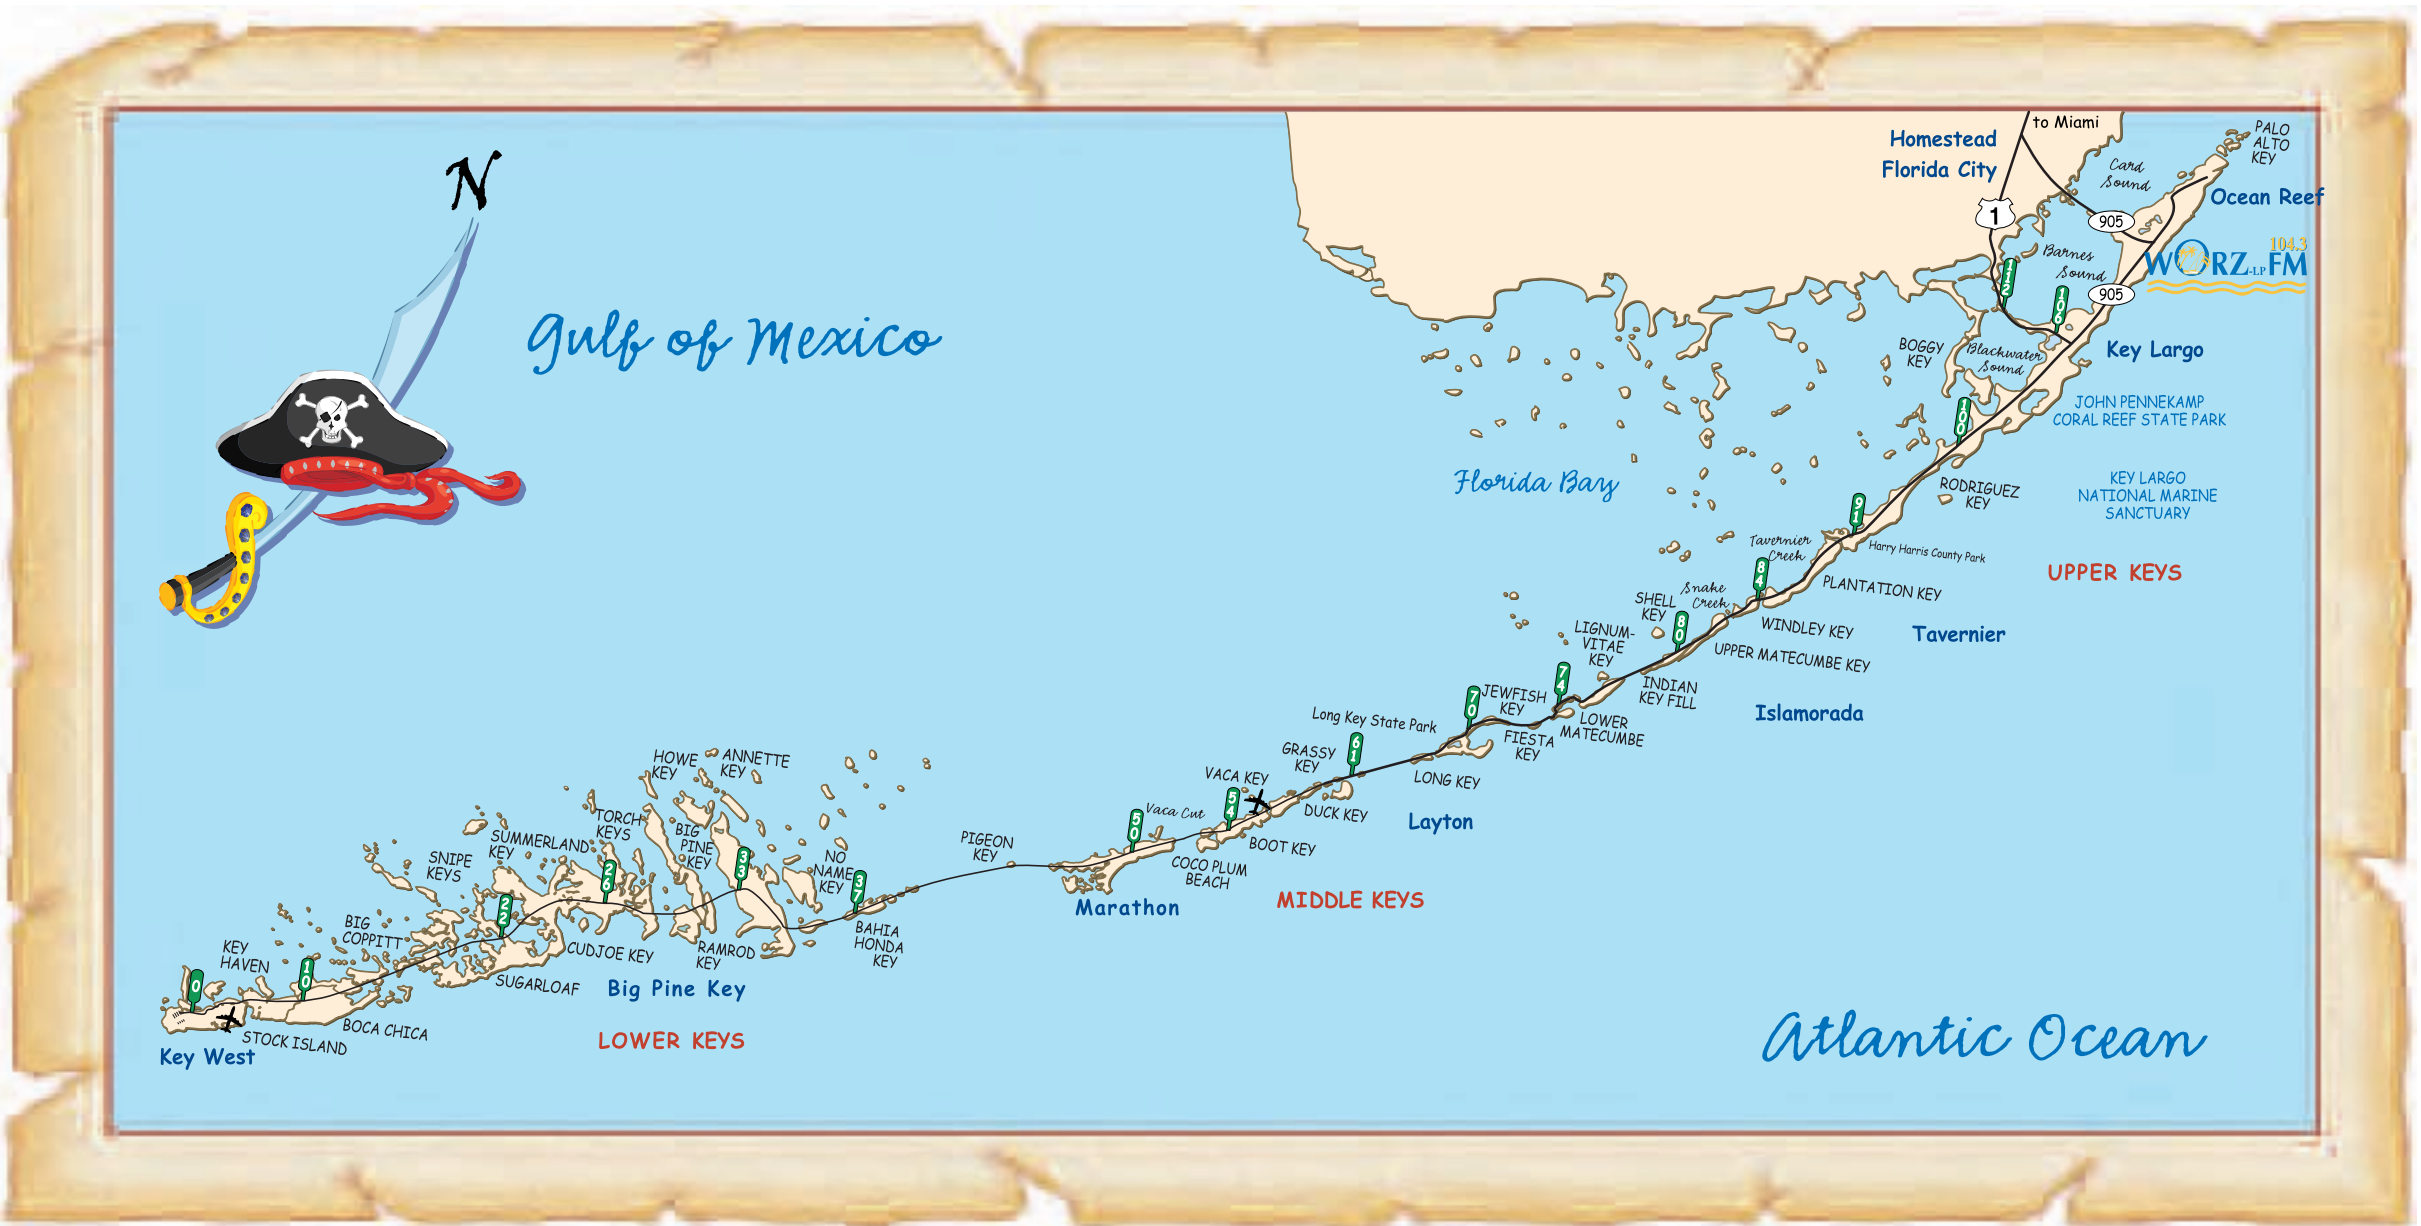 to Miami
Homestead
Florida City
PALO
ALTO
KEY
Card
Sound
Ocean Reef
N
1
905
104.3
WORZ-LP FM
Barnes
Sound
112
106
905
Gulf of Mexico
BOGGY
KEY
Blackwater
Sound
Key Largo
JOHN PENNEKAMP
CORAL REEF STATE PARK
100
Florida Bay
RODRIGUEZ
KEY
KEY LARGO
NATIONAL MARINE
SANCTUARY
91
Tavernier
Creek
Harry Harris County Park
UPPER KEYS
84
PLANTATION KEY
Snake
Creek
SHELL
KEY
80
WINDLEY KEY
Tavernier
LIGNUM-
VITAE
KEY
UPPER MATECUMBE KEY
74
INDIAN
KEY FILL
Islamorada
70
JEWFISH
KEY
LOWER
MATECUMBE
Long Key State Park
FIESTA
KEY
61
GRASSY
KEY
LONG KEY
VACA KEY
54
DUCK KEY
Layton
Vaca Cut
50
BOOT KEY
COCO PLUM
BEACH
MIDDLE KEYS
Marathon
PIGEON
KEY
HOWE
KEY
ANNETTE
KEY
TORCH
KEYS
BIG
PINE
KEY
NO
NAME
KEY
SUMMERLAND
KEY
SNIPE
KEYS
33
37
26
22
BAHIA
HONDA
KEY
BIG
COPPITT
CUDJOE KEY
RAMROD
KEY
KEY
HAVEN
SUGARLOAF
Big Pine Key
10
0
BOCA CHICA
STOCK ISLAND
LOWER KEYS
Key West
Atlantic Ocean